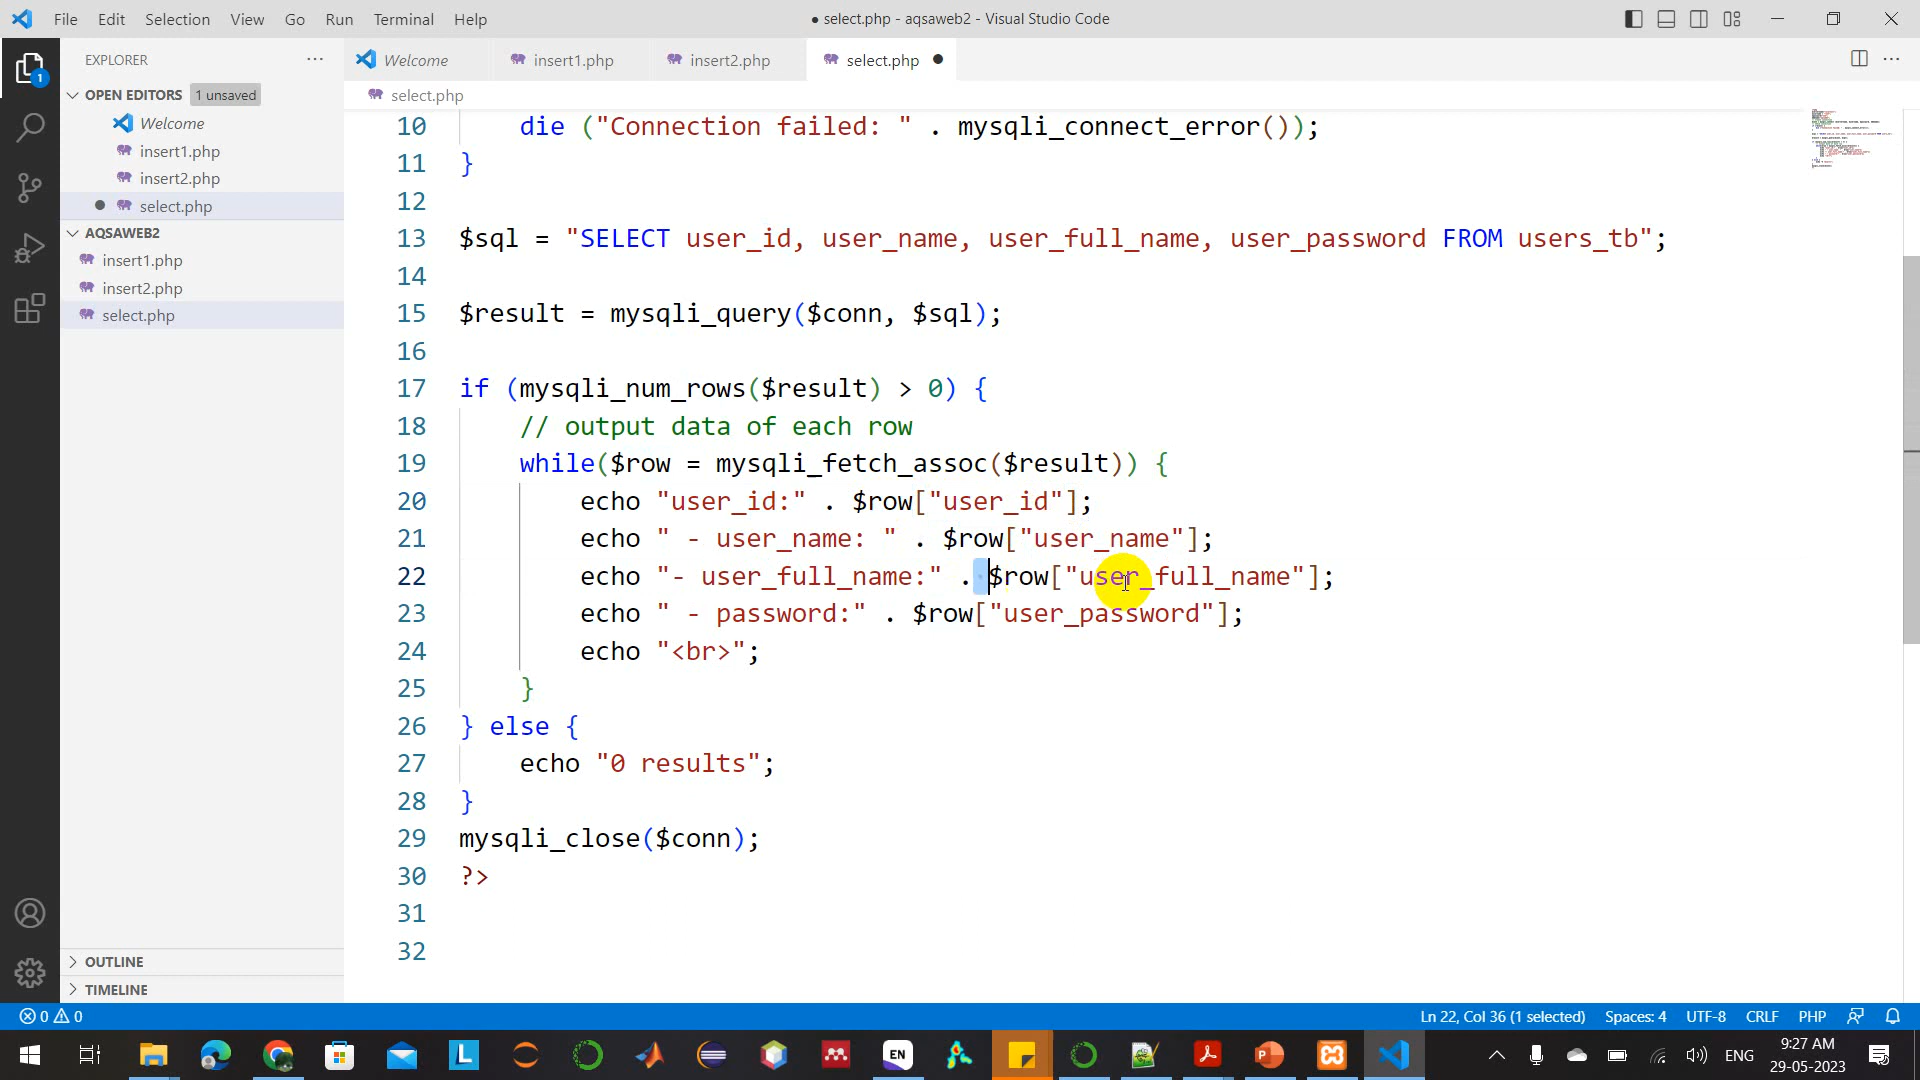 File Edit Selection View Go Run Terminal Help
● select.php - aqsaweb2 - Visual Studio Code
EXPLORER
OPEN EDITORS 1 unsaved
Welcome
insert1.php
insert2.php
select.php
AQSAWEB2
insert1.php
insert2.php
select.php
OUTLINE
TIMELINE
Welcome insert1.php insert2.php select.php
select.php
10 die ("Connection failed: " . mysqli_connect_error());
11 }
12
13 $sql = "SELECT user_id, user_name, user_full_name, user_password FROM users_tb";
14
15 $result = mysqli_query($conn, $sql);
16
17 if (mysqli_num_rows($result) > 0) {
18 // output data of each row
19 while($row = mysqli_fetch_assoc($result)) {
20 echo "user_id:" . $row["user_id"];
21 echo " - user_name: " . $row["user_name"];
22 echo "- user_full_name:" . $row["user_full_name"];
23 echo " - password:" . $row["user_password"];
24 echo "<br>";
25 }
26 } else {
27 echo "0 results";
28 }
29 mysqli_close($conn);
30 ?>
31
32
0 0 Ln 22, Col 36 (1 selected) Spaces: 4 UTF-8 CRLF PHP
1
L EN ENG
9:27 AM
29-05-2023